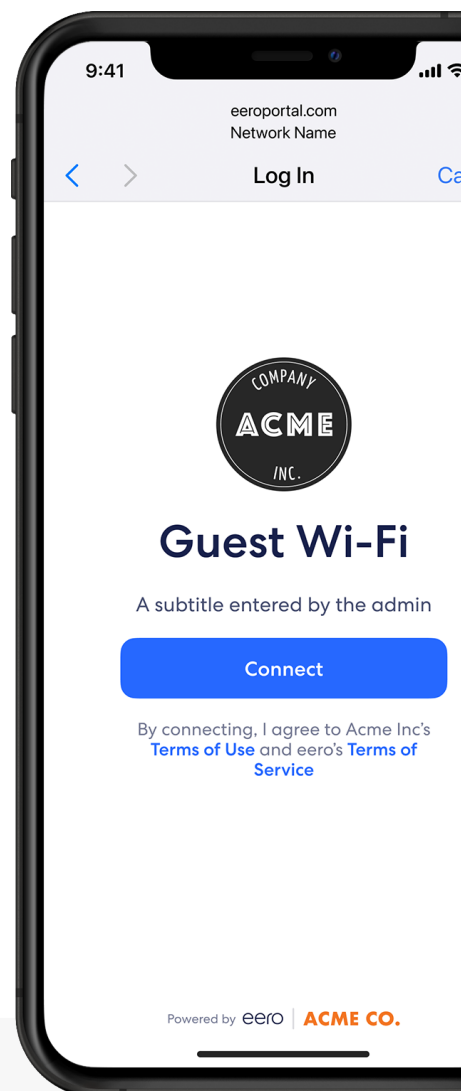 9:41
eeroportal.com
Network Name
Log In
Ca
COMPANY
ACME
INC.
Guest Wi-Fi
A subtitle entered by the admin
Connect
By connecting, I agree to Acme Inc’s
Terms of Use and eero’s Terms of
Service
Powered by eero | ACME CO.